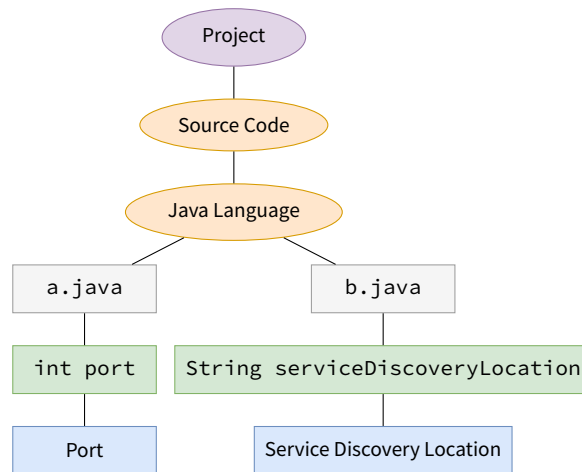 Project
Source Code
Java Language
a.java
b.java
int port
String serviceDiscoveryLocation
Port
Service Discovery Location